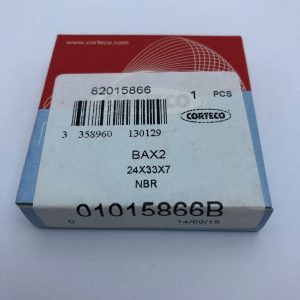 www.corteco.com
82015866
1 PCS
CORTECO
3 358960 130129
BAX2
24X33X7
NBR
01015866B
14/09/15